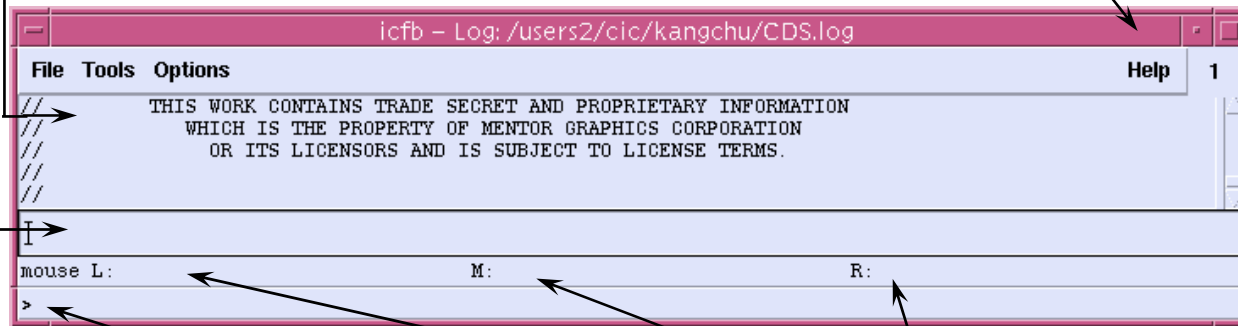 icfb – Log: /users2/cic/kangchu/CDS.log
File Tools Options Help 1
// THIS WORK CONTAINS TRADE SECRET AND PROPRIETARY INFORMATION
// WHICH IS THE PROPERTY OF MENTOR GRAPHICS CORPORATION
// OR ITS LICENSORS AND IS SUBJECT TO LICENSE TERMS.
//
//
mouse L: M: R:
>